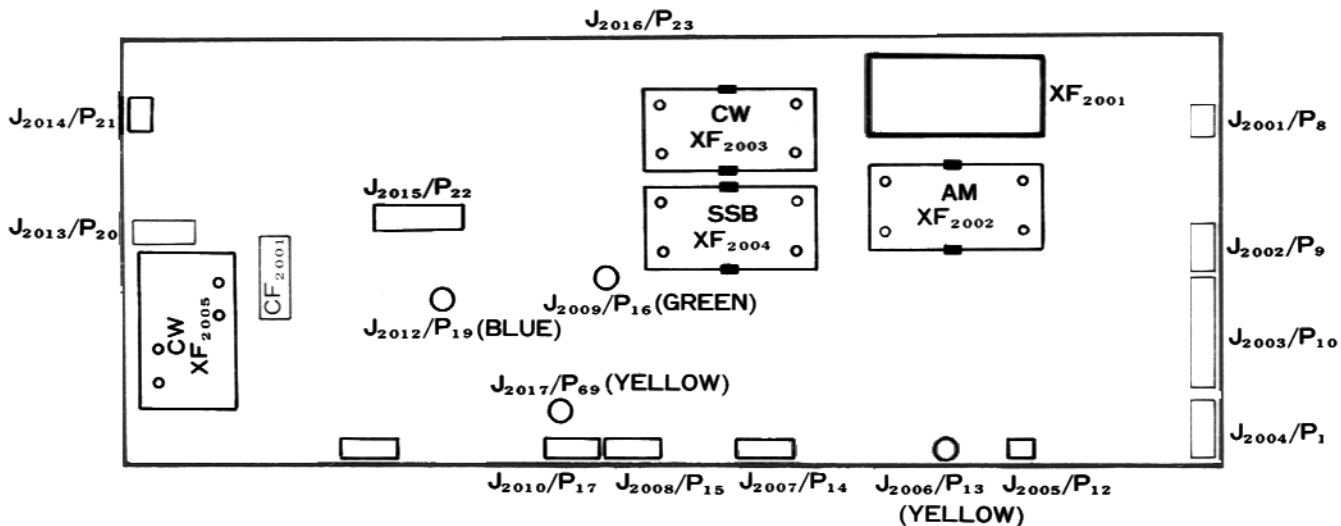 J2016/P23
J2014/P21
CW
XF2003
XF2001
J2001/P8
J2015/P22
SSB
XF2004
AM
XF2002
J2013/P20
J2002/P9
CW
XF2005
CF2001
J2009/P16(GREEN)
J2012/P19(BLUE)
J2003/P10
J2017/P69(YELLOW)
J2004/P1
J2010/P17
J2008/P15
J2007/P14
J2006/P13
(YELLOW)
J2005/P12